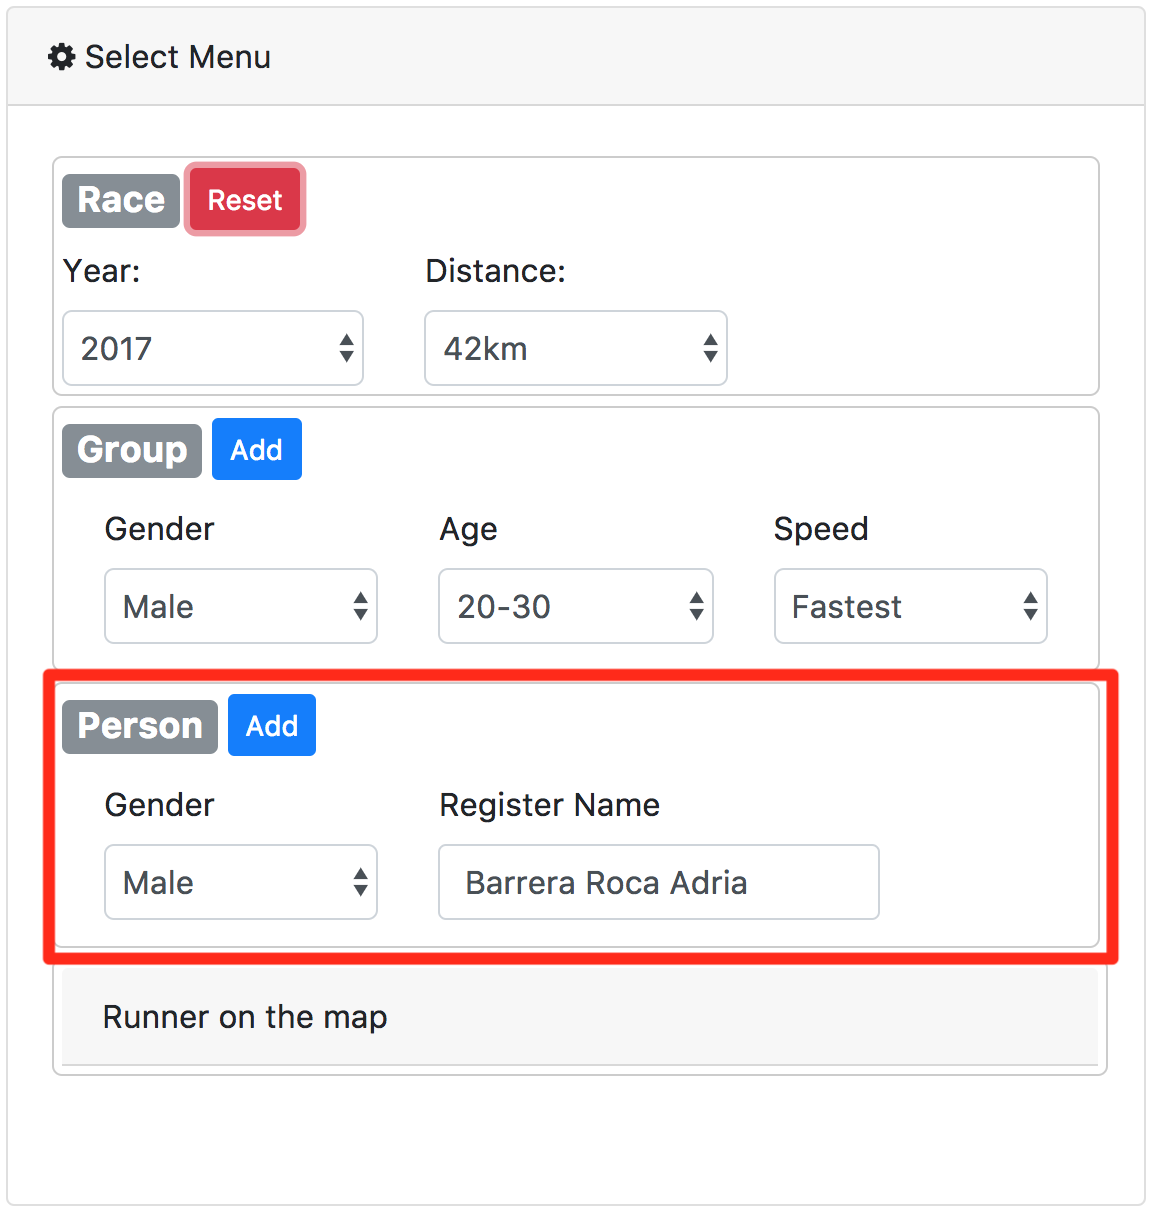 Select Menu
Race Reset
Year: Distance:
2017 42km
Group Add
Gender Age Speed
Male 20-30 Fastest
Person Add
Gender Register Name
Male Barrera Roca Adria
Runner on the map